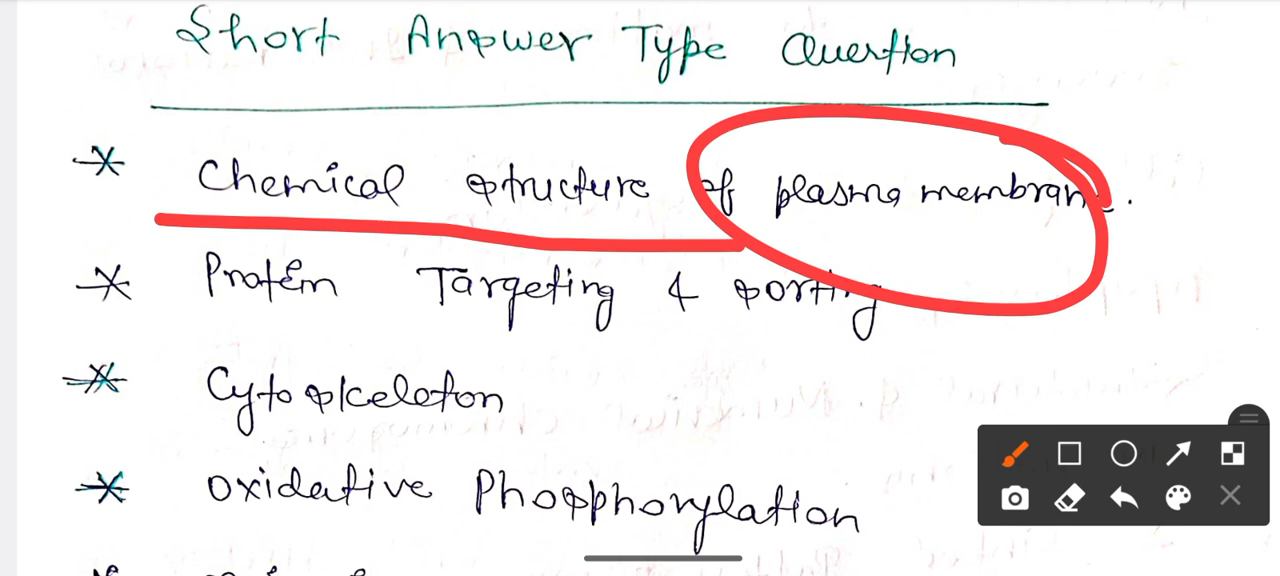 Short Answer Type Question
* Chemical structure of plasma membrane.
* Protein Targeting & sorting
* Cytoskeleton
* Oxidative Phosphorylation